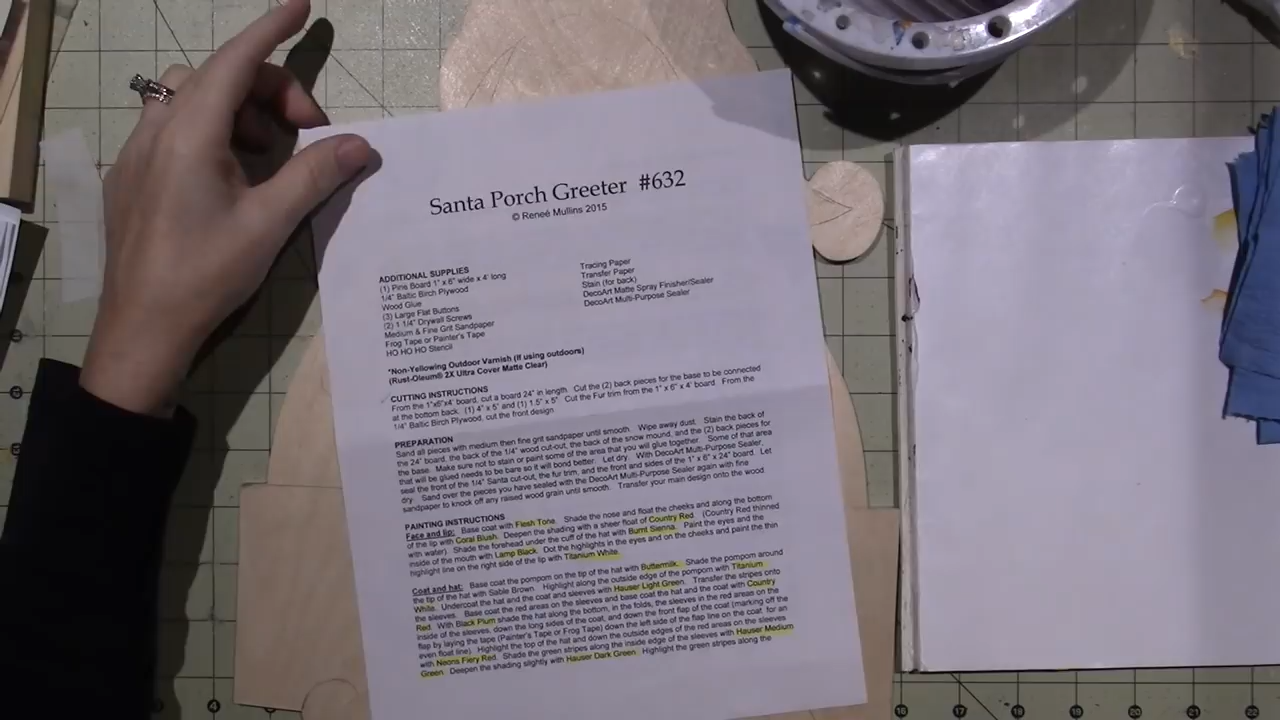 Santa Porch Greeter #632
© Reneé Mullins 2015
ADDITIONAL SUPPLIES
(1) Pine Board 1" x 6" wide x 4' long
1/4" Baltic Birch Plywood
Wood Glue
(3) Large Flat Buttons
(2) 1 1/4" Drywall Screws
Medium & Fine Grit Sandpaper
Frog Tape or Painter's Tape
HO HO HO Stencil
Tracing Paper
Transfer Paper
Stain (for back)
DecoArt Matte Spray Finisher/Sealer
DecoArt Multi-Purpose Sealer
*Non-Yellowing Outdoor Varnish (If using outdoors)
(Rust-Oleum® 2X Ultra Cover Matte Clear)
CUTTING INSTRUCTIONS
From the 1"x6"x4' board, cut a board 24" in length. Cut the (2) back pieces for the base to be connected
at the bottom back. (1) 4" x 5" and (1) 1.5" x 5". Cut the Fur trim from the 1" x 6" x 4' board. From the
1/4" Baltic Birch Plywood, cut the front design
PREPARATION
Sand all pieces with medium then fine grit sandpaper until smooth. Wipe away dust. Stain the back of
the 24" board, the back of the 1/4" wood cut-out, the back of the snow mound, and the (2) back pieces for
the base. Make sure not to stain or paint some of the area that you will glue together. Some of that area
that will be glued needs to be bare so it will bond better. Let dry. With DecoArt Multi-Purpose Sealer,
seal the front of the 1/4" Santa cut-out, the fur trim, and the front and sides of the 1" x 6" x 24" board. Let
dry. Sand over the pieces you have sealed with the DecoArt Multi-Purpose Sealer again with fine
sandpaper to knock off any raised wood grain until smooth. Transfer your main design onto the wood.
PAINTING INSTRUCTIONS
Face and lip: Base coat with Flesh Tone. Shade the nose and float the cheeks and along the bottom
of the lip with Coral Blush. Deepen the shading with a sheer float of Country Red. (Country Red thinned
with water). Shade the forehead under the cuff of the hat with Burnt Sienna. Paint the eyes and the
inside of the mouth with Lamp Black. Dot the highlights in the eyes and on the cheeks and paint the thin
highlight line on the right side of the lip with Titanium White.
Coat and hat: Base coat the pompom on the tip of the hat with Buttermilk. Shade the pompom around
the tip of the hat with Sable Brown. Highlight along the outside edge of the pompom with Titanium
White. Undercoat the hat and the coat and sleeves with Hauser Light Green. Transfer the stripes onto
the sleeves. Base coat the red areas on the sleeves and base coat the hat and the coat with Country
Red. With Black Plum shade the hat along the bottom, in the folds, the sleeves in the red areas on the
inside of the sleeves, down the long sides of the coat, and down the front flap of the coat (marking off the
flap by laying the tape (Painter's Tape or Frog Tape) down the left side of the flap line on the coat for an
even float line). Highlight the top of the hat and down the outside edges of the red areas on the sleeves
with Neons Fiery Red. Shade the green stripes along the inside edge of the sleeves with Hauser Medium
Green. Deepen the shading slightly with Hauser Dark Green. Highlight the green stripes along the
4
16 17 18 19 20 21 22